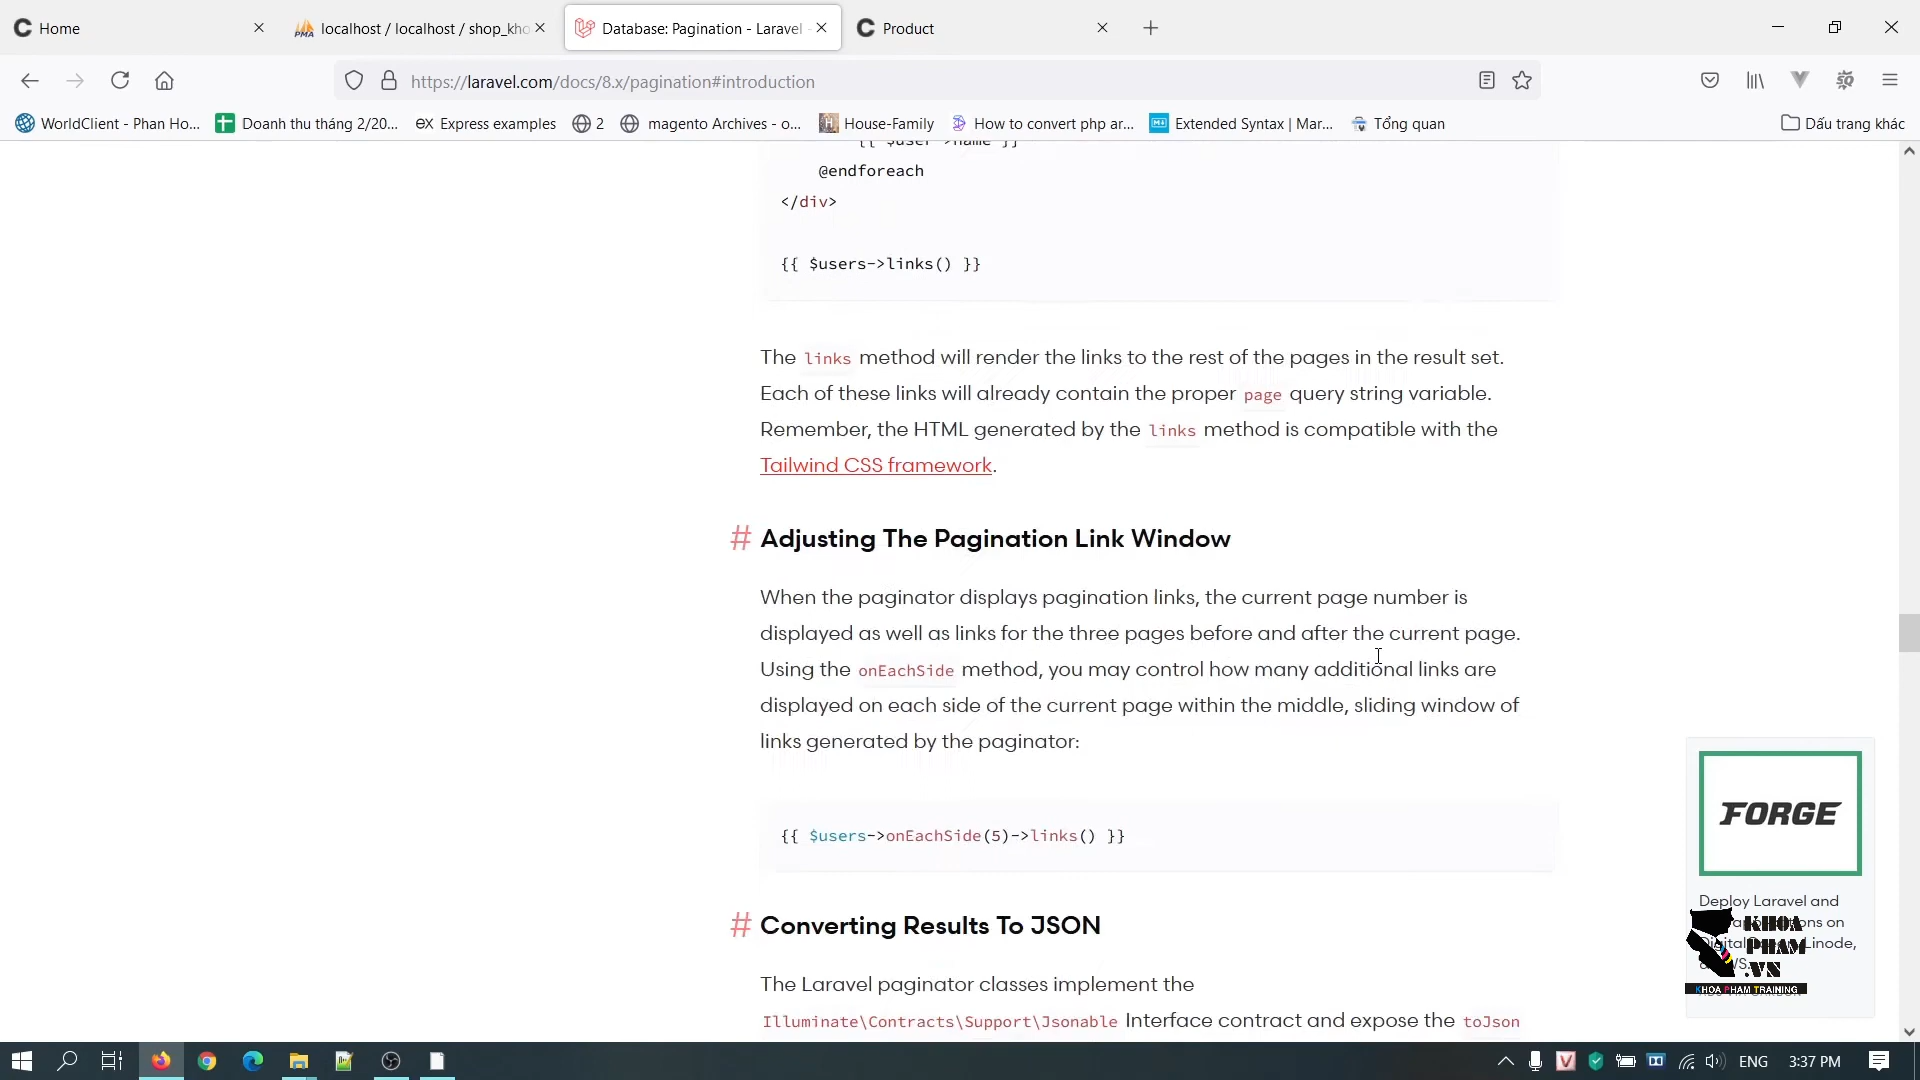 Home
localhost / localhost / shop_kho
Database: Pagination - Laravel -
Product
https://laravel.com/docs/8.x/pagination#introduction
WorldClient - Phan Ho...
Doanh thu tháng 2/20...
eX Express examples
2
magento Archives - o...
House-Family
How to convert php ar...
Extended Syntax | Mar...
Tổng quan
Dấu trang khác
{{ $user->name }}
@endforeach
</div>
{{ $users->links() }}
The links method will render the links to the rest of the pages in the result set.
Each of these links will already contain the proper page query string variable.
Remember, the HTML generated by the links method is compatible with the
Tailwind CSS framework.
# Adjusting The Pagination Link Window
When the paginator displays pagination links, the current page number is
displayed as well as links for the three pages before and after the current page.
Using the onEachSide method, you may control how many additional links are
displayed on each side of the current page within the middle, sliding window of
links generated by the paginator:
{{ $users->onEachSide(5)->links() }}
# Converting Results To JSON
The Laravel paginator classes implement the
Illuminate\Contracts\Support\Jsonable Interface contract and expose the toJson
FORGE
Deploy Laravel and
Linode,
KHOA
PHAM
.VN
KHOA PHAM TRAINING
ENG
3:37 PM